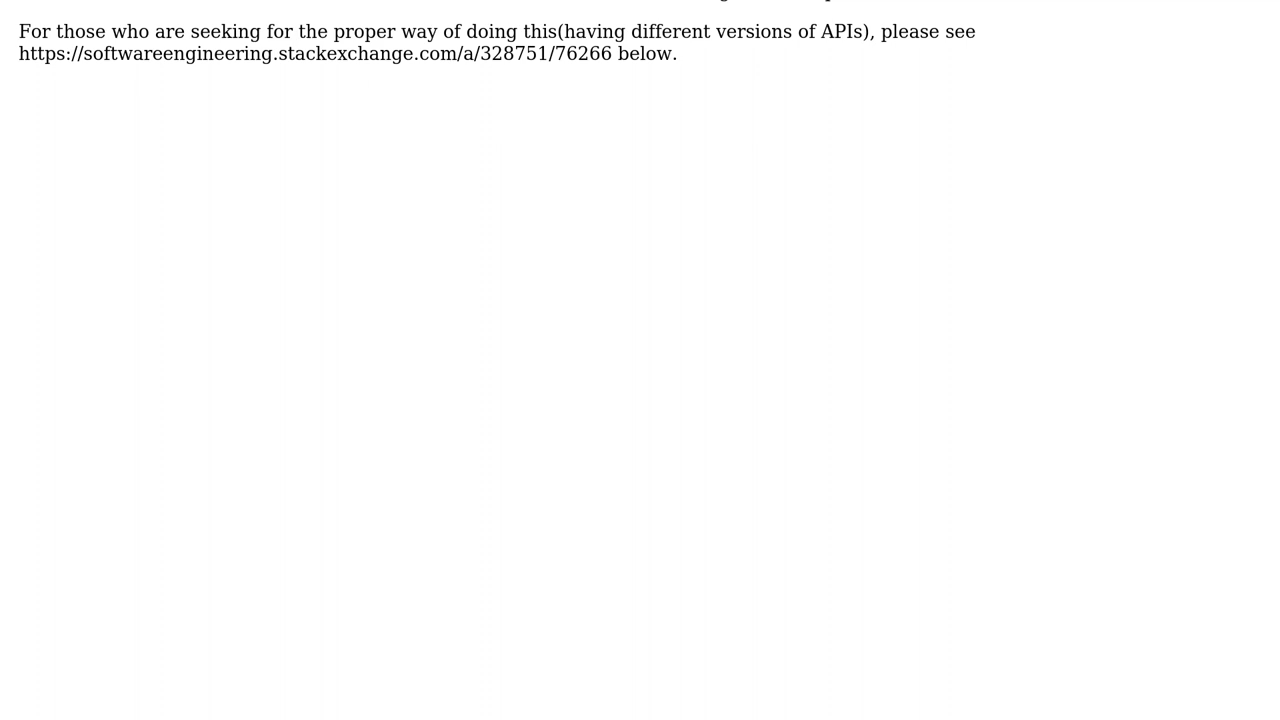 For those who are seeking for the proper way of doing this(having different versions of APIs), please see
https://softwareengineering.stackexchange.com/a/328751/76266 below.